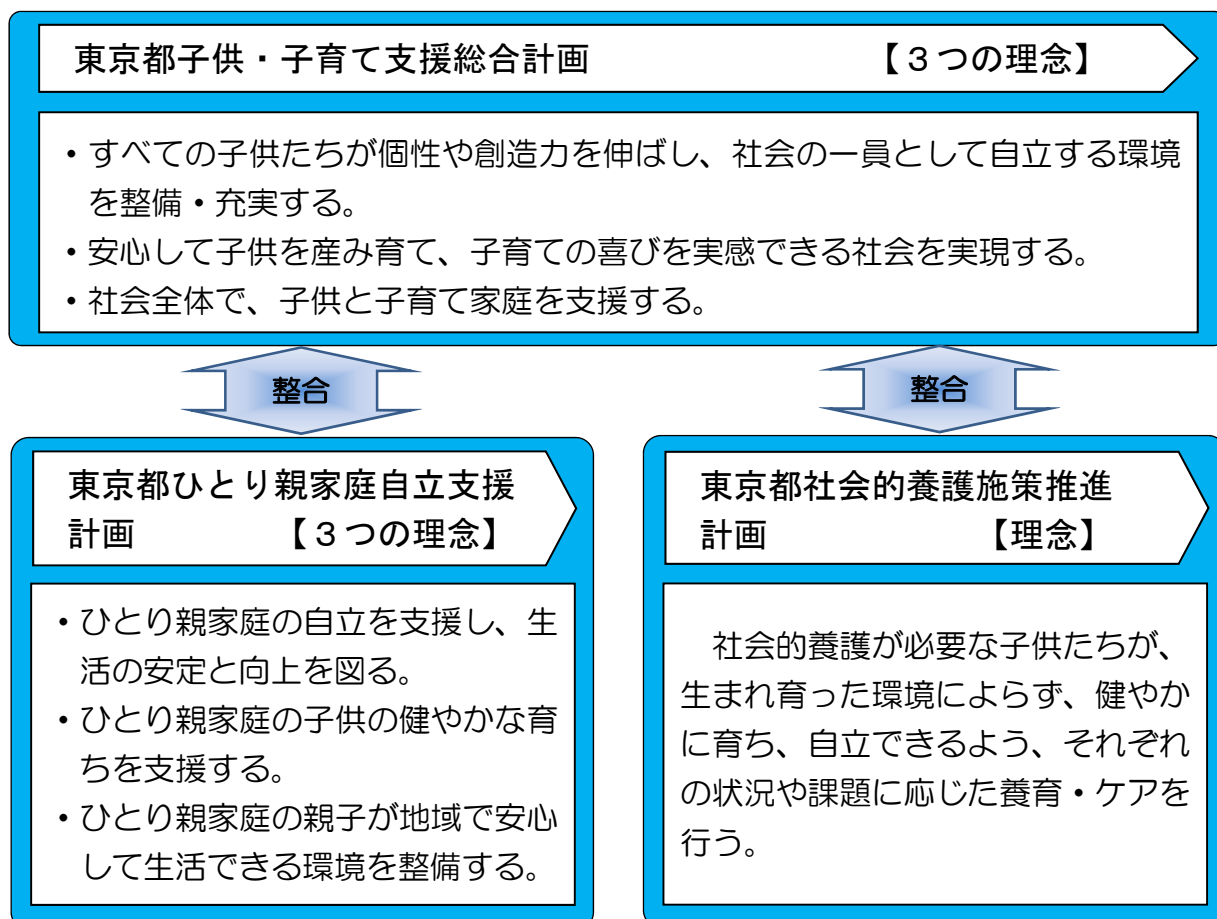 東京都子供・子育て支援総合計画　【３つの理念】
・すべての子供たちが個性や創造力を伸ばし、社会の一員として自立する環境
を整備・充実する。
・安心して子供を産み育て、子育ての喜びを実感できる社会を実現する。
・社会全体で、子供と子育て家庭を支援する。
整合
整合
東京都ひとり親家庭自立支援
計画　【３つの理念】
・ひとり親家庭の自立を支援し、生
活の安定と向上を図る。
・ひとり親家庭の子供の健やかな育
ちを支援する。
・ひとり親家庭の親子が地域で安心
して生活できる環境を整備する。
東京都社会的養護施策推進
計画　【理念】
社会的養護が必要な子供たちが、
生まれ育った環境によらず、健やか
に育ち、自立できるよう、それぞれ
の状況や課題に応じた養育・ケアを
行う。